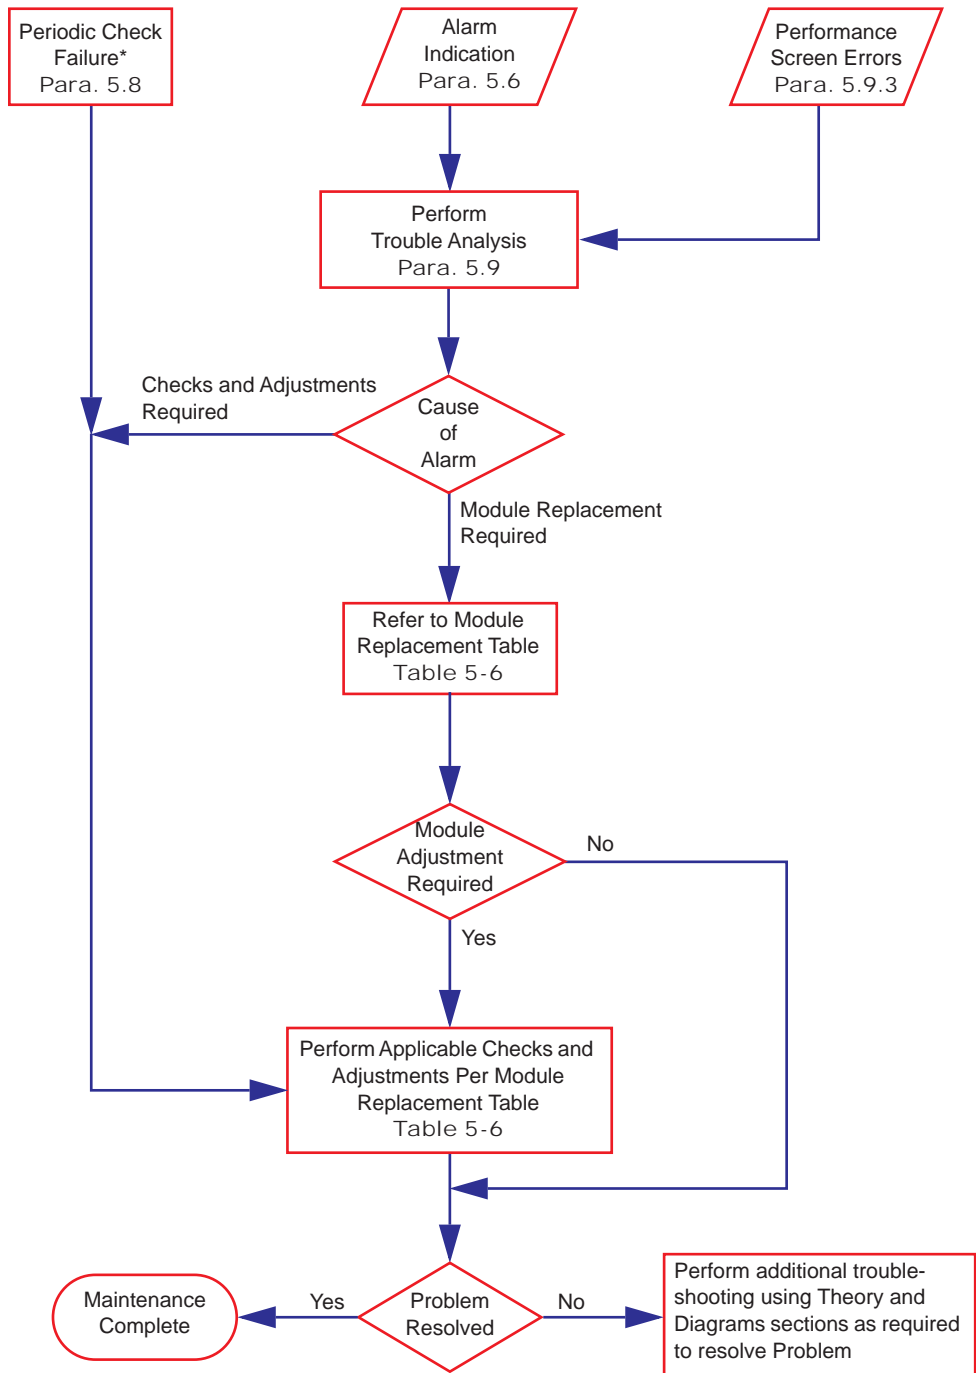 Periodic Check
Failure*
Para. 5.8
Alarm
Indication
Para. 5.6
Performance
Screen Errors
Para. 5.9.3
Perform
Trouble Analysis
Para. 5.9
Checks and Adjustments
Required
Cause
of
Alarm
Module Replacement
Required
Refer to Module
Replacement Table
Table 5-6
Module
Adjustment
Required
No
Yes
Perform Applicable Checks and
Adjustments Per Module
Replacement Table
Table 5-6
Maintenance
Complete
Yes
Problem
Resolved
No
Perform additional trouble-
shooting using Theory and
Diagrams sections as required
to resolve Problem